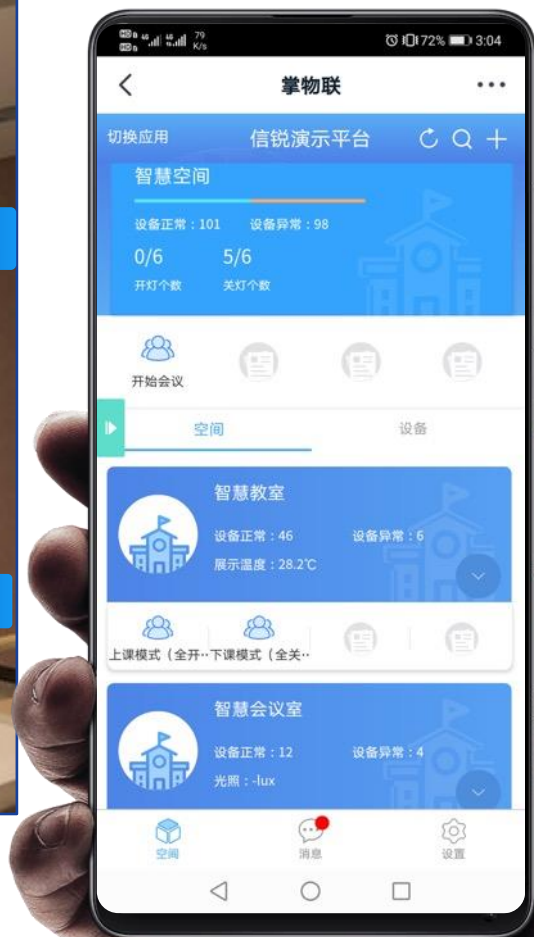 HD 46 46 79
HD K/s
72% 3:04
掌物联
切换应用 信锐演示平台
智慧空间
设备正常：101 设备异常：98
0/6 5/6
开灯个数 关灯个数
开始会议
空间 设备
智慧教室
设备正常：46 设备异常：6
展示温度：28.2℃
上课模式（全开·· 下课模式（全关··
智慧会议室
设备正常：12 设备异常：4
光照：-lux
空间 消息 设置